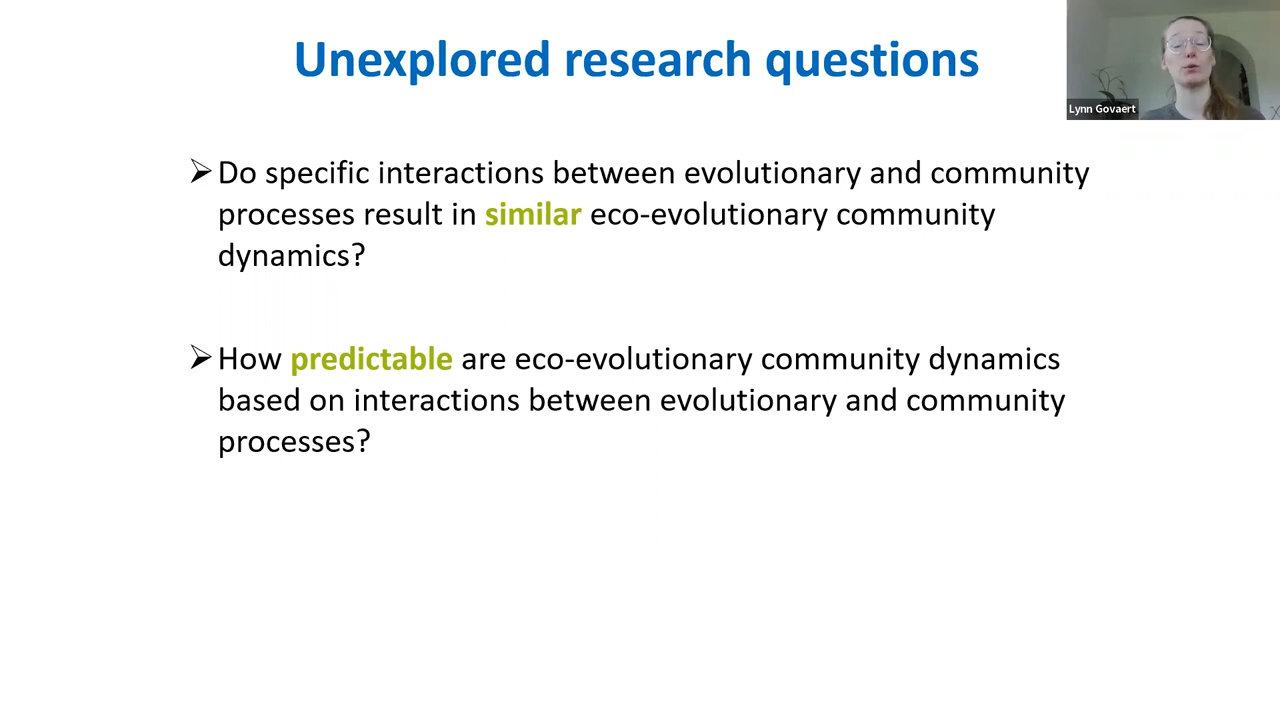 Unexplored research questions
Lynn Govaert
➢Do specific interactions between evolutionary and community
processes result in similar eco-evolutionary community
dynamics?
➢How predictable are eco-evolutionary community dynamics
based on interactions between evolutionary and community
processes?